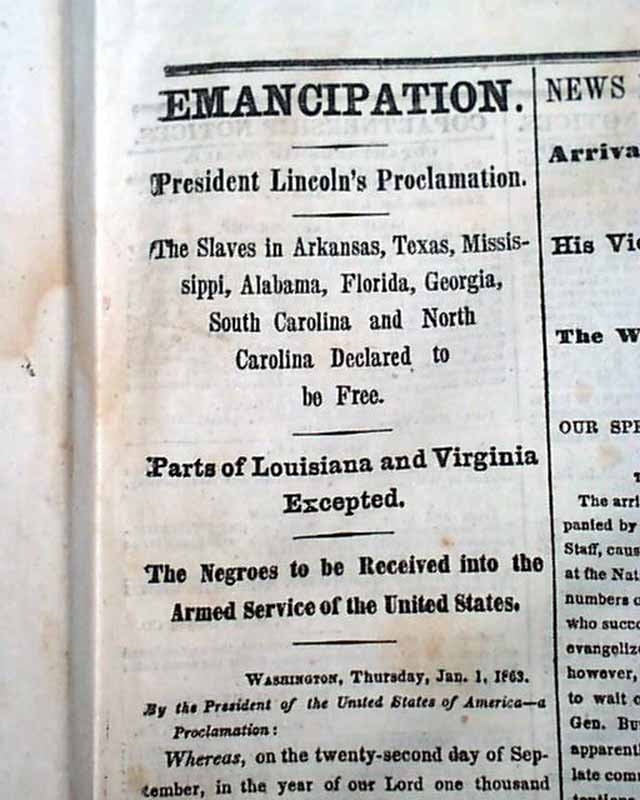 EMANCIPATION.
President Lincoln's Proclamation.
The Slaves in Arkansas, Texas, Missis-
sippi, Alabama, Florida, Georgia,
South Carolina and North
Carolina Declared to
be Free.
Parts of Louisiana and Virginia
Excepted.
The Negroes to be Received into the
Armed Service of the United States.
WASHINGTON, Thursday, Jan. 1, 1863.
By the President of the United States of America—a
Proclamation:
Whereas, on the twenty-second day of Sep-
tember, in the year of our Lord one thousand
NEWS
Arriva
His Vi
The W
OUR SPE
The arri
panied by
Staff, caus
at the Nat
numbers o
who succe
evangelize
however,
to wait o
Gen. Bu
apparentl
late com